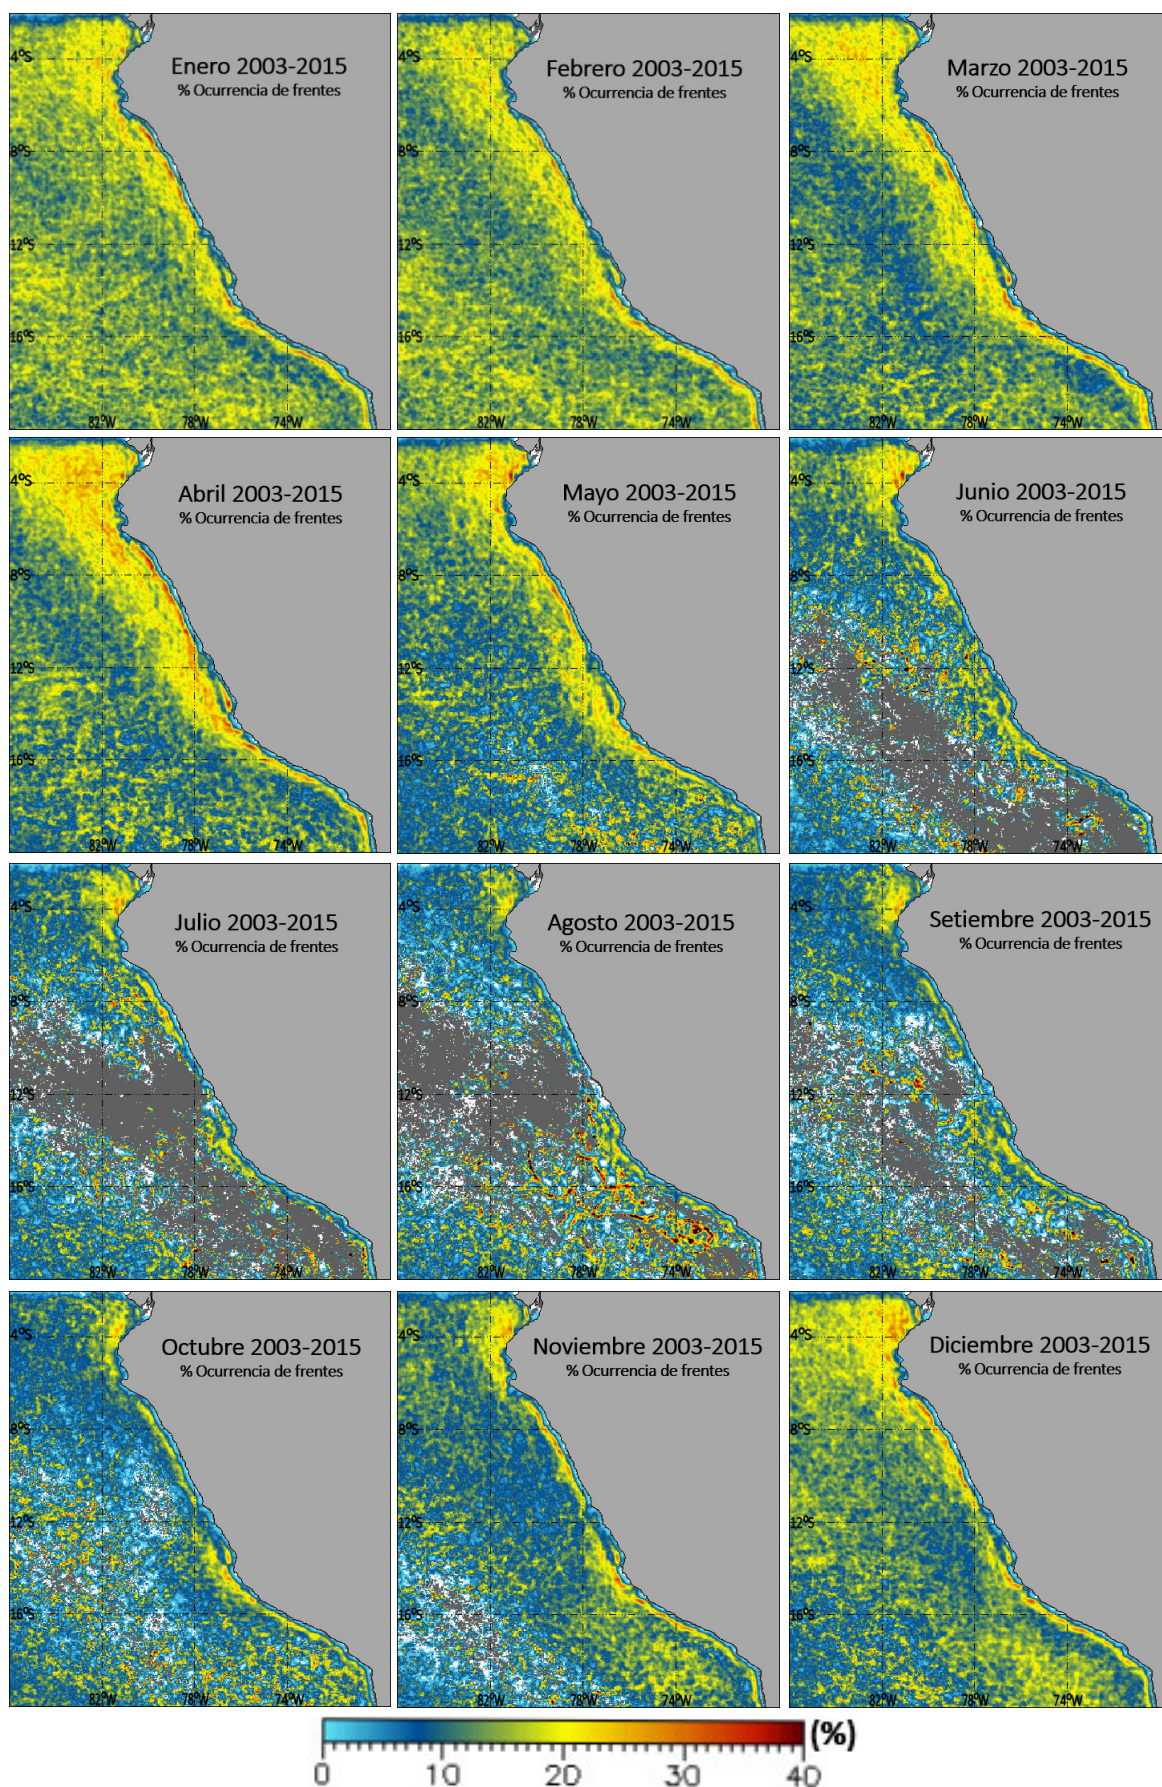 Enero 2003-2015
% Ocurrencia de frentes
4°S
8°S
12°S
16°S
82°W 78°W 74°W
Febrero 2003-2015
% Ocurrencia de frentes
4°S
8°S
12°S
16°S
82°W 78°W 74°W
Marzo 2003-2015
% Ocurrencia de frentes
4°S
8°S
12°S
16°S
82°W 78°W 74°W
Abril 2003-2015
% Ocurrencia de frentes
4°S
8°S
12°S
16°S
82°W 78°W 74°W
Mayo 2003-2015
% Ocurrencia de frentes
4°S
8°S
12°S
16°S
82°W 78°W 74°W
Junio 2003-2015
% Ocurrencia de frentes
4°S
8°S
12°S
16°S
82°W 78°W 74°W
Julio 2003-2015
% Ocurrencia de frentes
4°S
8°S
12°S
16°S
82°W 78°W 74°W
Agosto 2003-2015
% Ocurrencia de frentes
4°S
8°S
12°S
16°S
82°W 78°W 74°W
Setiembre 2003-2015
% Ocurrencia de frentes
4°S
8°S
12°S
16°S
82°W 78°W 74°W
Octubre 2003-2015
% Ocurrencia de frentes
4°S
8°S
12°S
16°S
82°W 78°W 74°W
Noviembre 2003-2015
% Ocurrencia de frentes
4°S
8°S
12°S
16°S
82°W 78°W 74°W
Diciembre 2003-2015
% Ocurrencia de frentes
4°S
8°S
12°S
16°S
82°W 78°W 74°W
(%)
0 10 20 30 40